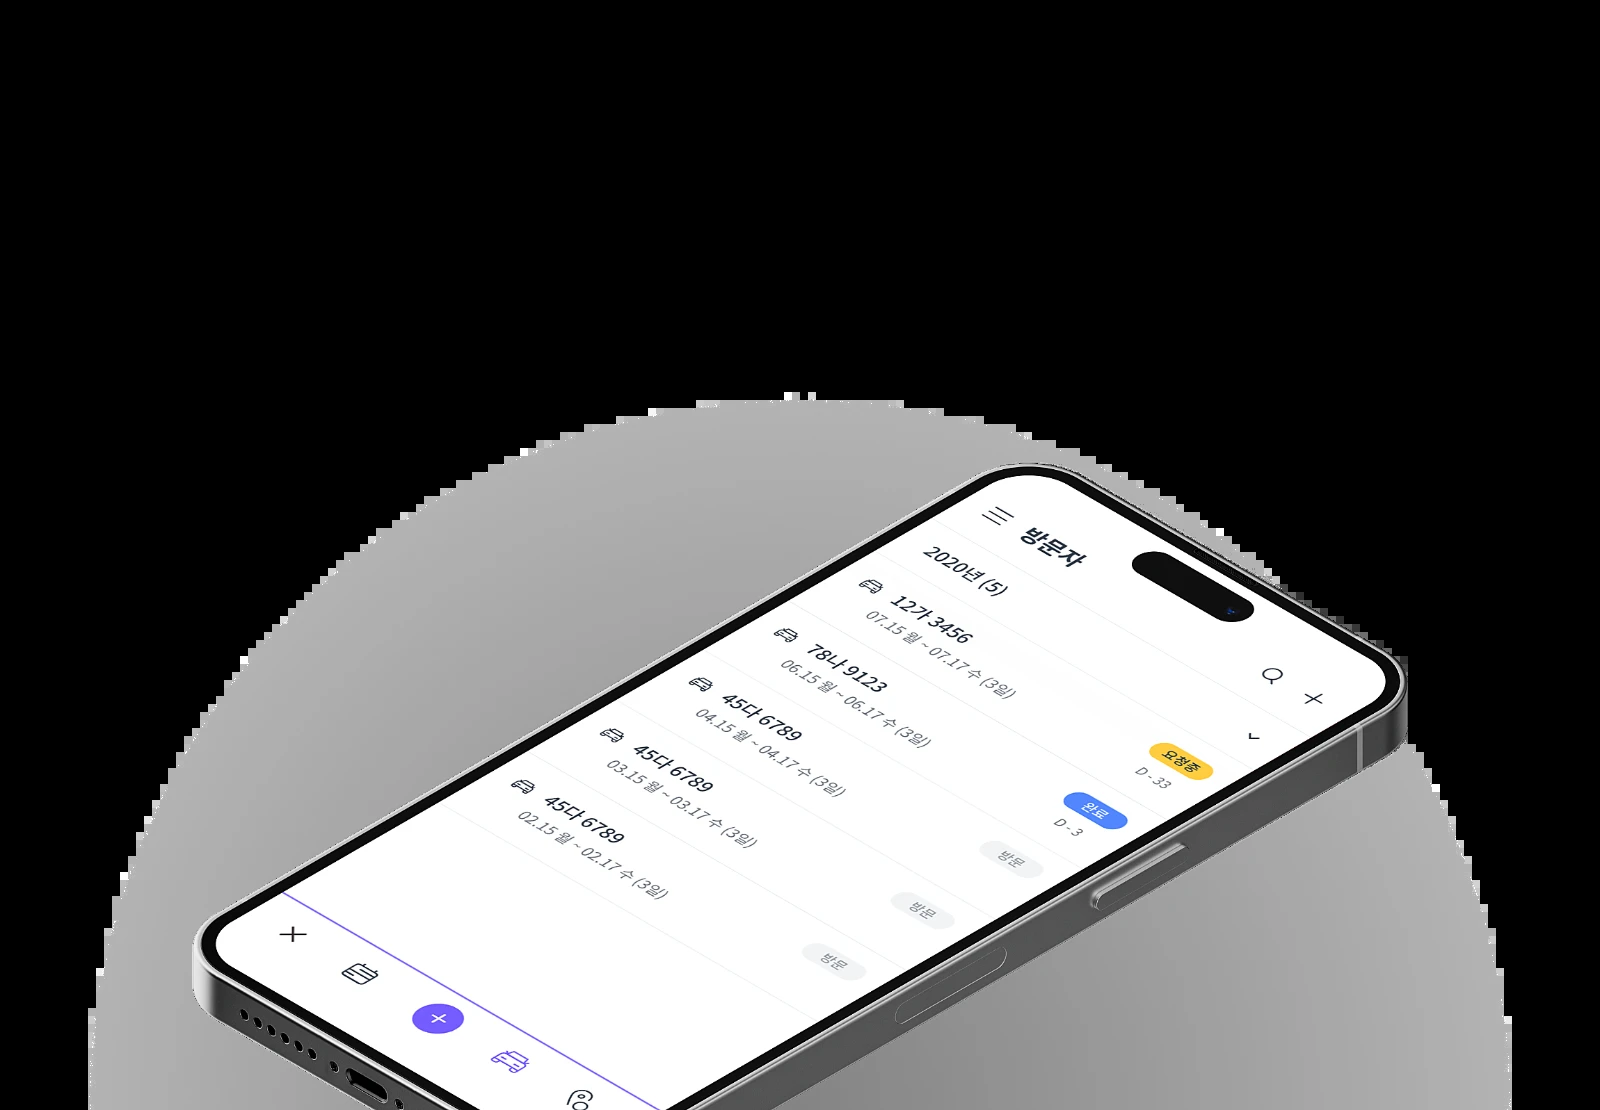 방문자
2020년 (5)
12가 3456
07.15 월 ~ 07.17 수 (3일)
요청중
D - 33
78나 9123
06.15 월 ~ 06.17 수 (3일)
완료
D - 3
45다 6789
04.15 월 ~ 04.17 수 (3일)
방문
45다 6789
03.15 월 ~ 03.17 수 (3일)
방문
45다 6789
02.15 월 ~ 02.17 수 (3일)
방문